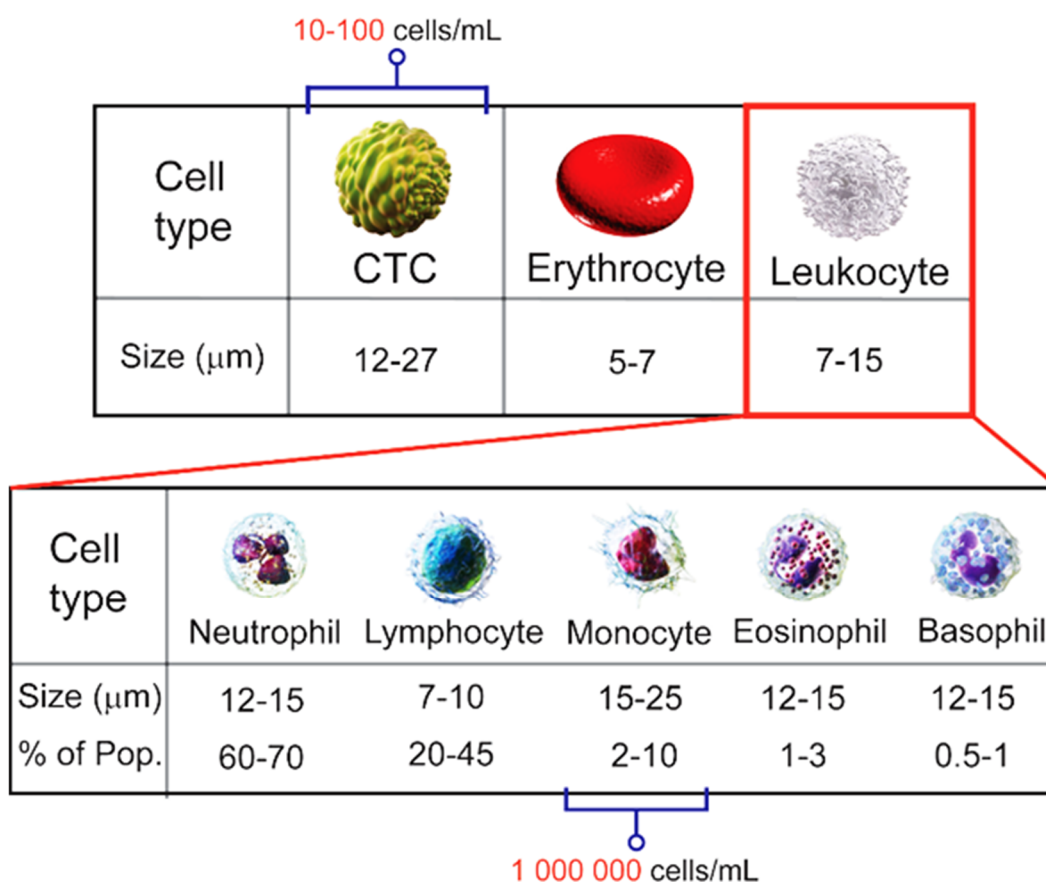 10-100 cells/mL
Cell type CTC Erythrocyte Leukocyte
Size (μm) 12-27 5-7 7-15
Cell type Neutrophil Lymphocyte Monocyte Eosinophil Basophil
Size (μm) 12-15 7-10 15-25 12-15 12-15
% of Pop. 60-70 20-45 2-10 1-3 0.5-1
1 000 000 cells/mL